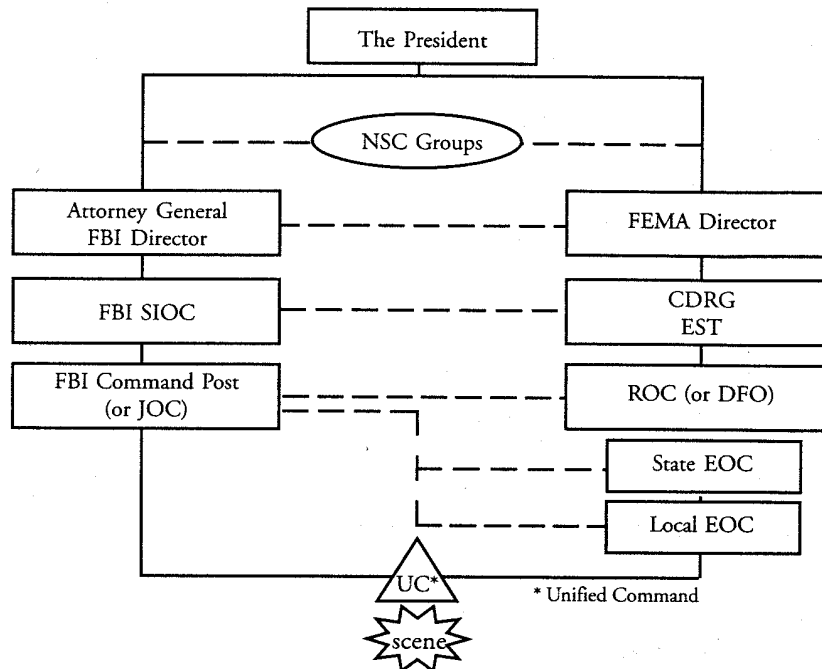 The President
NSC Groups
Attorney General
FBI Director
FEMA Director
FBI SIOC
CDRG
EST
FBI Command Post
(or JOC)
ROC (or DFO)
State EOC
Local EOC
UC*
* Unified Command
scene